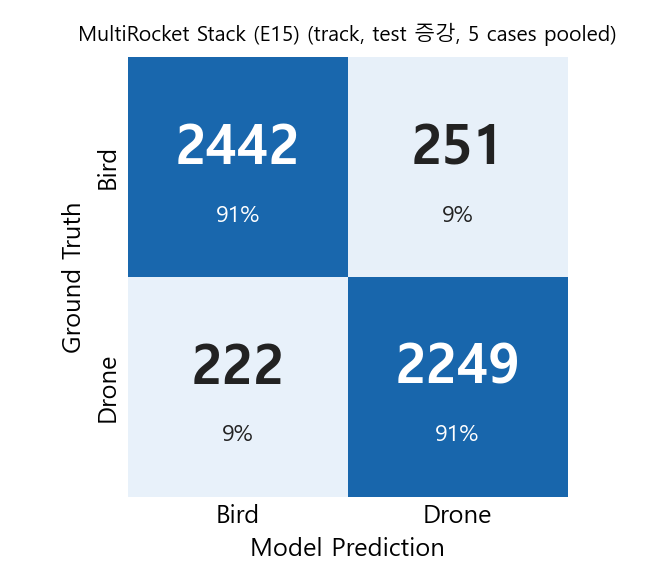 MultiRocket Stack (E15) (track, test 증강, 5 cases pooled)
Ground Truth
Bird
2442
251
91%
9%
Drone
222
2249
9%
91%
Bird
Drone
Model Prediction